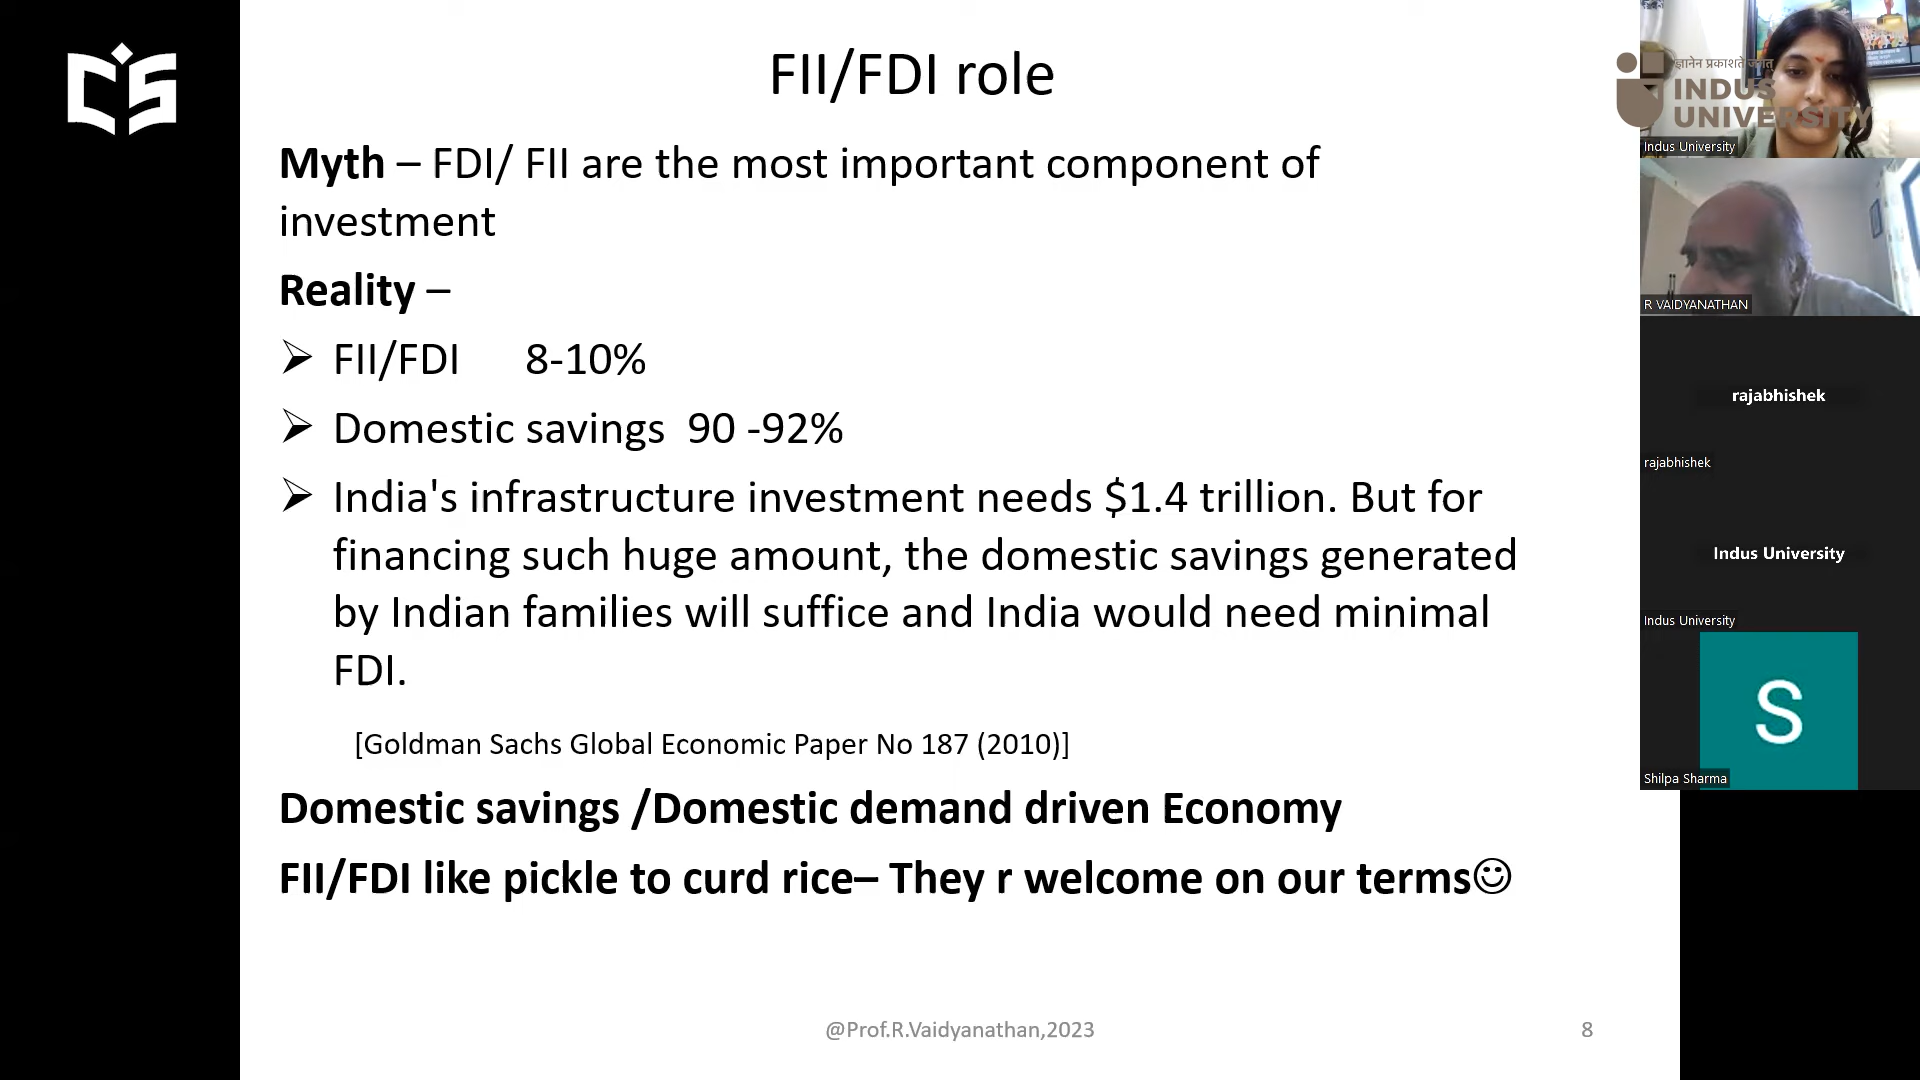 FII/FDI role
Myth – FDI/ FII are the most important component of
investment
Reality –
➢ FII/FDI 8-10%
➢ Domestic savings 90 -92%
➢ India's infrastructure investment needs $1.4 trillion. But for
financing such huge amount, the domestic savings generated
by Indian families will suffice and India would need minimal
FDI.
[Goldman Sachs Global Economic Paper No 187 (2010)]
Domestic savings /Domestic demand driven Economy
FII/FDI like pickle to curd rice– They r welcome on our terms☺
@Prof.R.Vaidyanathan,2023
8
CIS
ज्ञानेन प्रकाशते जगत्
INDUS
UNIVERSITY
Indus University
R VAIDYANATHAN
rajabhishek
rajabhishek
Indus University
Indus University
S
Shilpa Sharma